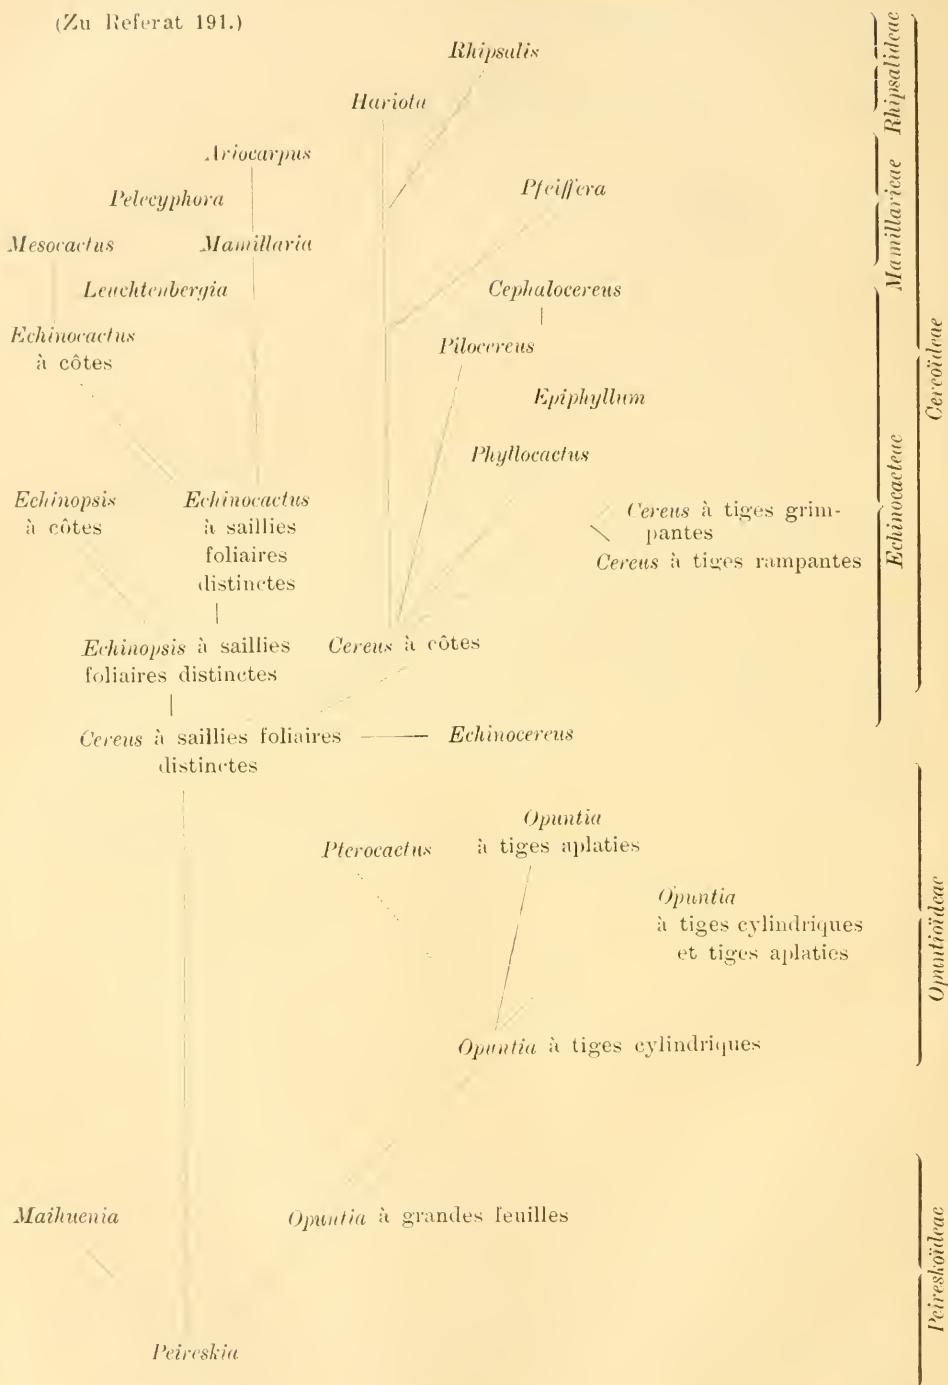 (Zu Referat 191.)
Rhipsalis
Hariota
Ariocarpus
Pelecyphora
Pfeiffera
Mesocactus
Mamillaria
Leuchtenbergia
Cephalocereus
Echinocactus
à côtes
Pilocereus
Epiphyllum
Phyllocactus
Echinopsis
à côtes
Echinocactus
à saillies
foliaires
distinctes
Cereus à tiges grim-
pantes
Cereus à tiges rampantes
Echinopsis à saillies
foliaires distinctes
Cereus à côtes
Cereus à saillies foliaires
distinctes
Echinocereus
Opuntia
à tiges aplaties
Pterocactus
Opuntia
à tiges cylindriques
et tiges aplaties
Opuntia à tiges cylindriques
Maihuenia
Opuntia à grandes feuilles
Peireskia
Rhipsalideae
Mamillarieae
Echinocacteae
Cereoïdeae
Opuntioïdeae
Peireskoïdeae